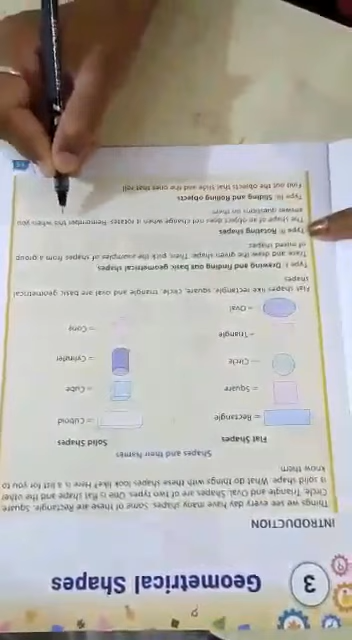 3
Geometrical Shapes
INTRODUCTION
Things we see every day have many shapes. Some of these are Rectangle, Square
Circle, Triangle and Oval. Shapes are of two types. One is flat shape and the other
is solid shape. What do things with these shapes look like? Here is a list for you to
know them
Shapes and their Names
Flat Shapes
Solid Shapes
= Rectangle
= Cuboid
= Square
= Cube
= Circle
= Cylinder
= Triangle
= Cone
= Oval
Flat shapes like rectangle, square, circle, triangle and oval are basic geometrical
shapes
Type I: Drawing and finding out basic geometrical shapes
Trace and draw the given shape. Then, pick the examples of shapes from a group
of mixed shapes
Type II: Rotating shapes
The shape of an object does not change when it rotates. Remember this when you
answer questions on them
Type III: Sliding and Rolling objects
Find out the objects that slide and the ones that roll